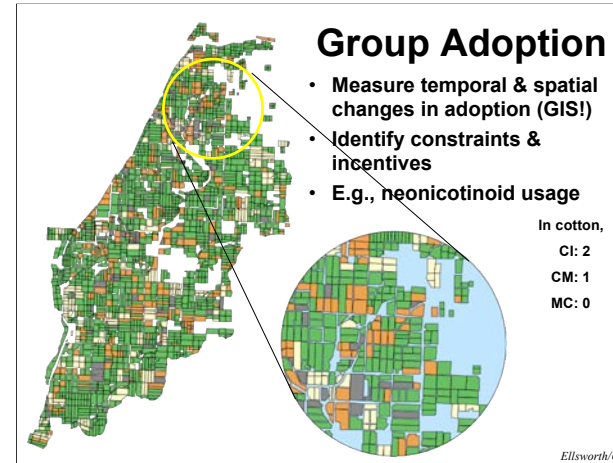 Group Adoption
• Measure temporal & spatial
changes in adoption (GIS!)
• Identify constraints &
incentives
• E.g., neonicotinoid usage
In cotton,
CI: 2
CM: 1
MC: 0
Ellsworth/